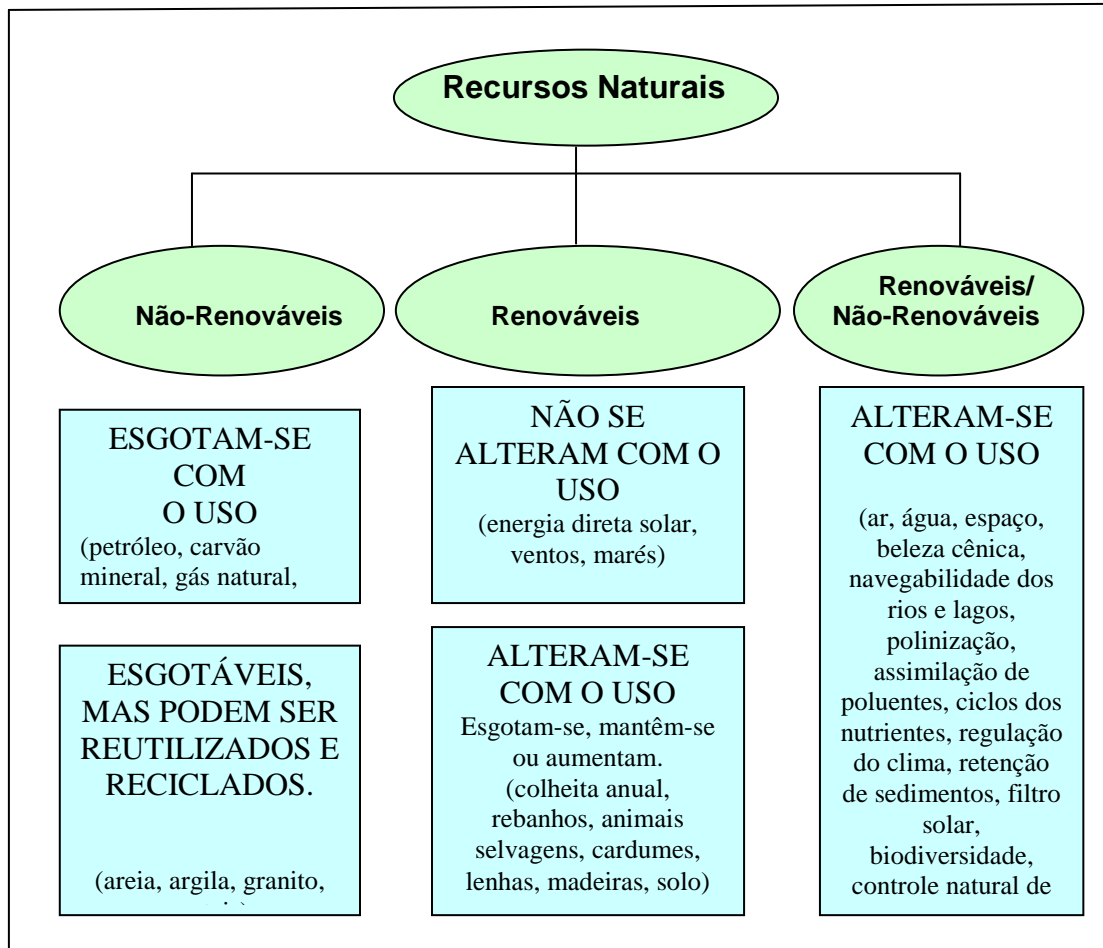 Recursos Naturais
Não-Renováveis
Renováveis
Renováveis/
Não-Renováveis
ESGOTAM-SE
COM
O USO
(petróleo, carvão
mineral, gás natural,
ESGOTÁVEIS,
MAS PODEM SER
REUTILIZADOS E
RECICLADOS.
(areia, argila, granito,
NÃO SE
ALTERAM COM O
USO
(energia direta solar,
ventos, marés)
ALTERAM-SE
COM O USO
Esgotam-se, mantêm-se
ou aumentam.
(colheita anual,
rebanhos, animais
selvagens, cardumes,
lenhas, madeiras, solo)
ALTERAM-SE
COM O USO
(ar, água, espaço,
beleza cênica,
navegabilidade dos
rios e lagos,
polinização,
assimilação de
poluentes, ciclos dos
nutrientes, regulação
do clima, retenção
de sedimentos, filtro
solar,
biodiversidade,
controle natural de